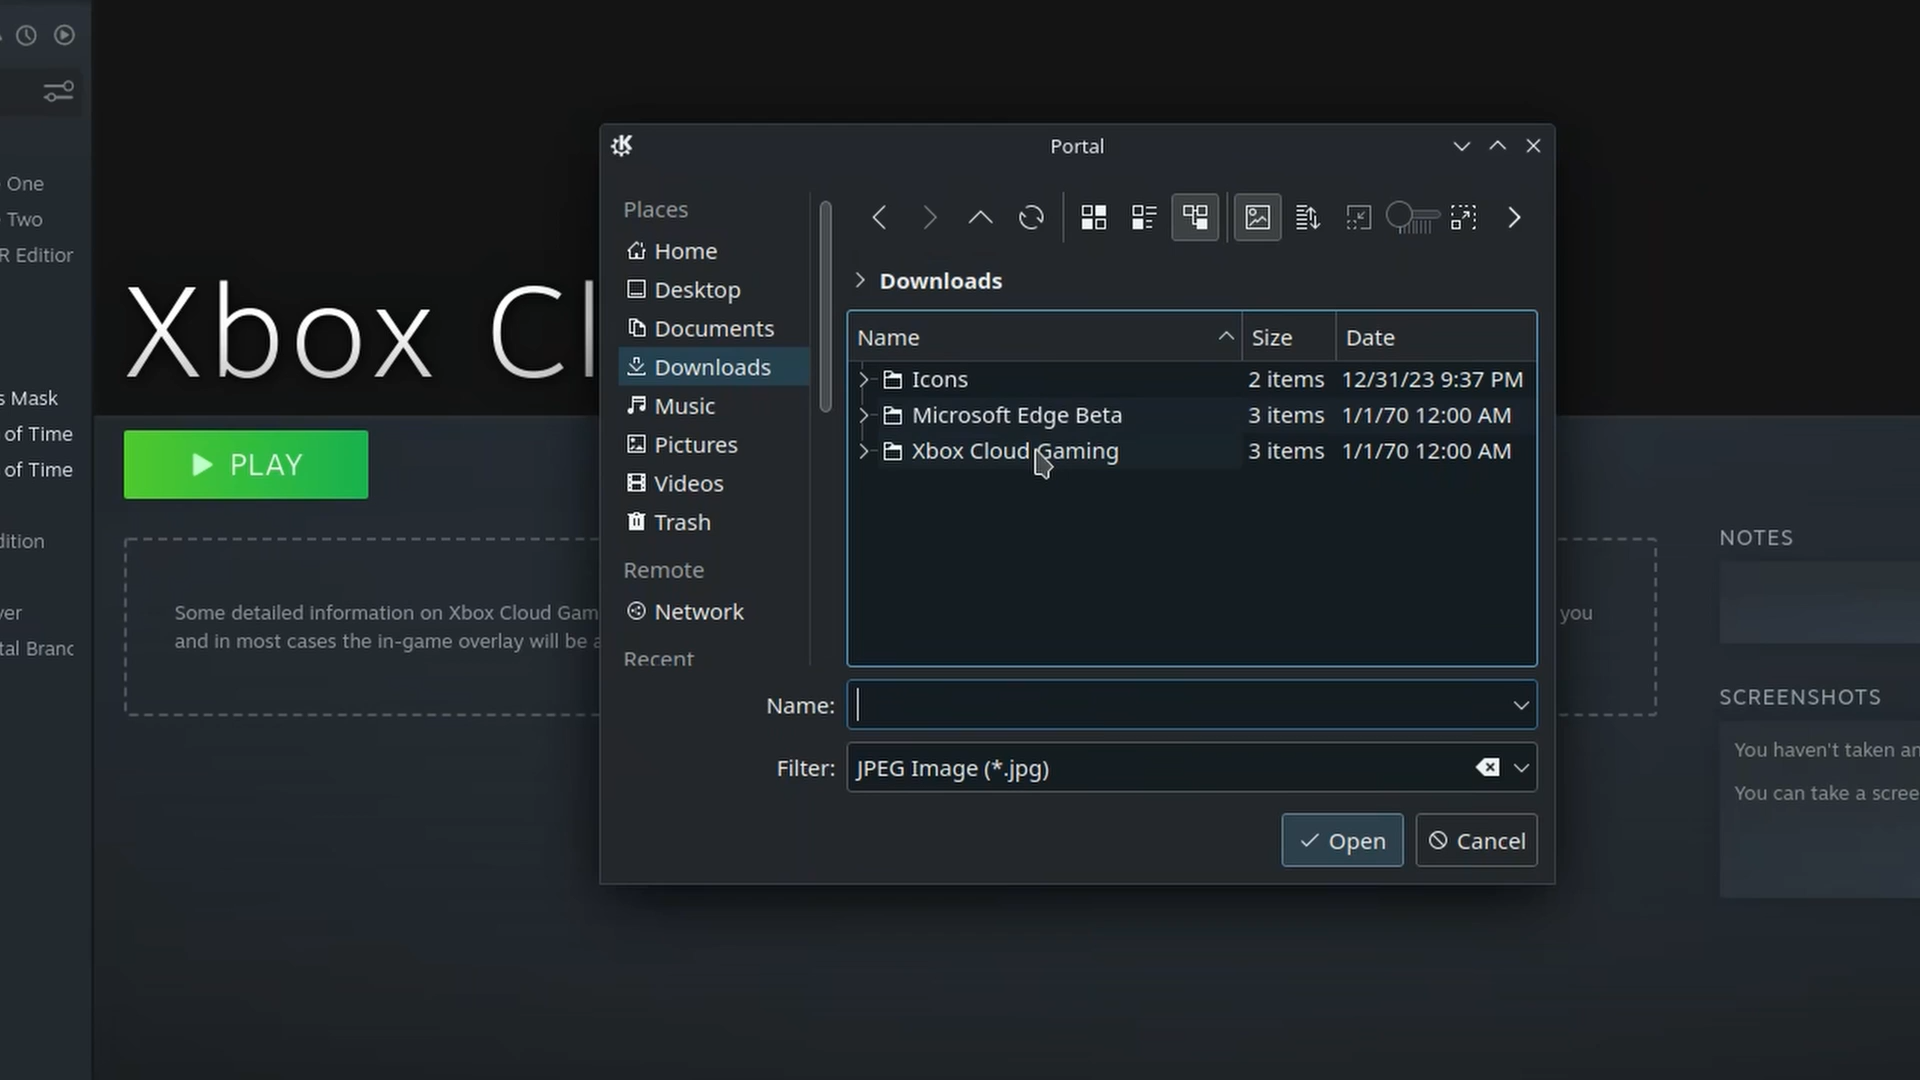 One
Two
R Edition
s Mask
of Time
of Time
dition
ver
tal Branc
Xbox Cl
PLAY
Some detailed information on Xbox Cloud Gam
and in most cases the in-game overlay will be a
you
Portal
Places
Home
Desktop
Documents
Downloads
Music
Pictures
Videos
Trash
Remote
Network
Recent
Downloads
Name Size Date
Icons 2 items 12/31/23 9:37 PM
Microsoft Edge Beta 3 items 1/1/70 12:00 AM
Xbox Cloud Gaming 3 items 1/1/70 12:00 AM
Name:
Filter: JPEG Image (*.jpg)
Open Cancel
NOTES
SCREENSHOTS
You haven't taken an
You can take a scree